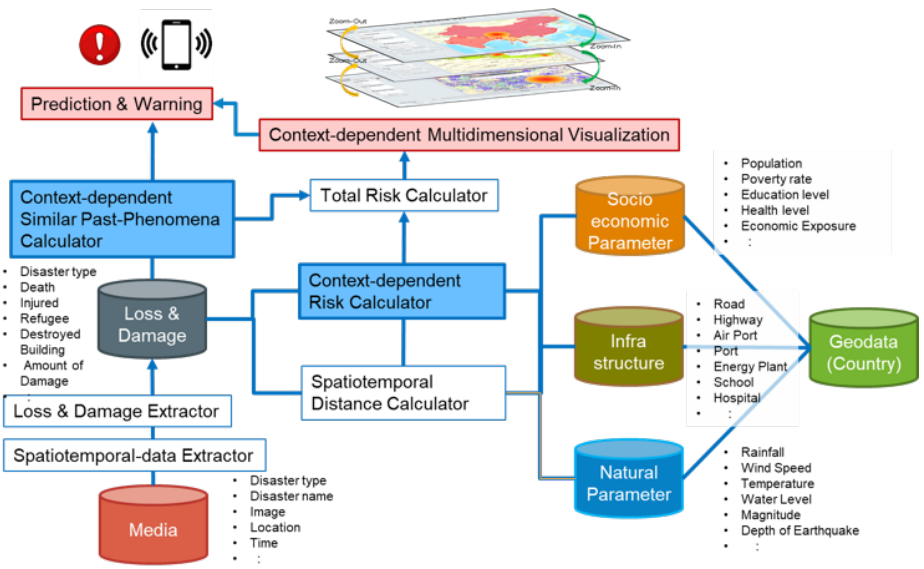 Zoom-Out
Zoom-Out
Zoom-In
Zoom-In
Prediction & Warning
Context-dependent Multidimensional Visualization
Context-dependent
Similar Past-Phenomena
Calculator
Total Risk Calculator
Socio
economic
Parameter
• Population
• Poverty rate
• Education level
• Health level
• Economic Exposure
• :
• Disaster type
• Death
• Injured
• Refugee
• Destroyed
Building
• Amount of
Damage
• :
Loss &
Damage
Context-dependent
Risk Calculator
Infra
structure
• Road
• Highway
• Air Port
• Port
• Energy Plant
• School
• Hospital
• :
Geodata
(Country)
Spatiotemporal
Distance Calculator
Loss & Damage Extractor
Spatiotemporal-data Extractor
Media
• Disaster type
• Disaster name
• Image
• Location
• Time
• :
Natural
Parameter
• Rainfall
• Wind Speed
• Temperature
• Water Level
• Magnitude
• Depth of Earthquake
• :